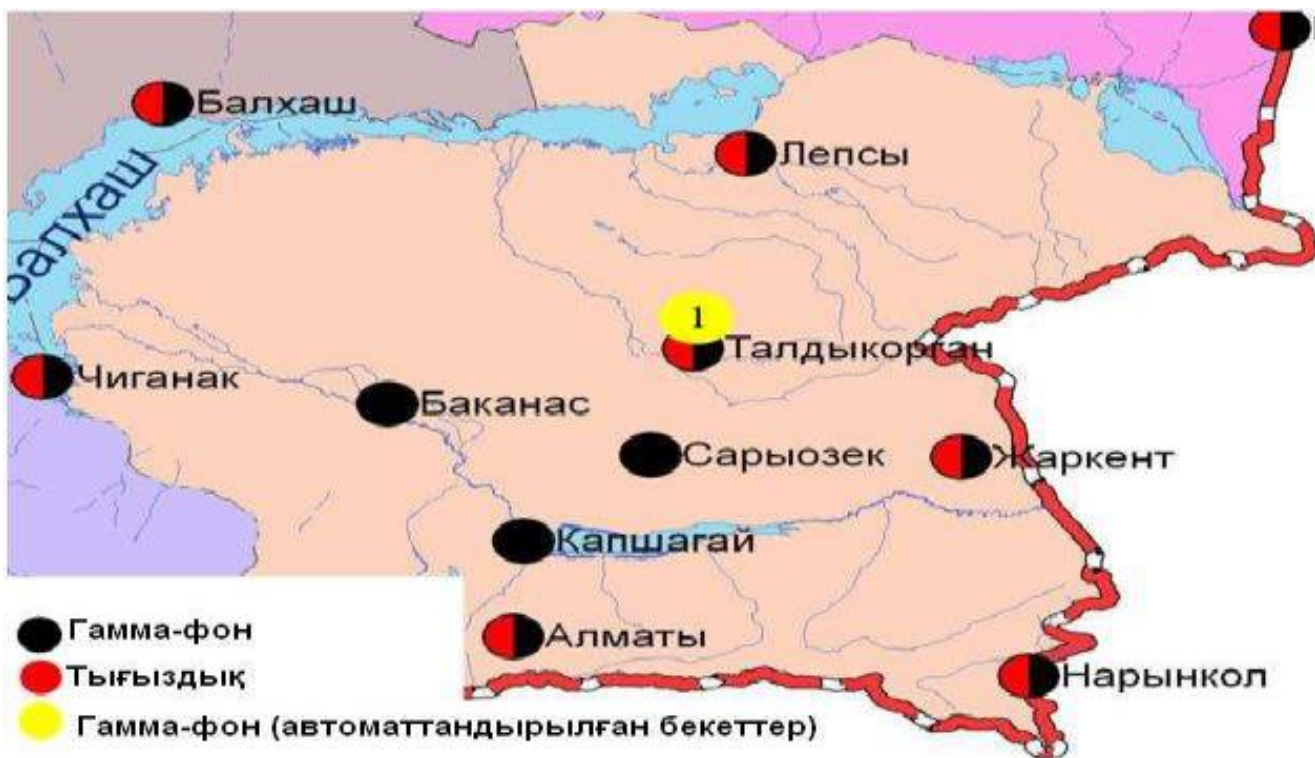 Балхаш
Лепсы
Балхаш
1
Талдыкорган
Чиганак
Баканас
Сарыозек
Жаркент
Капшагай
Алматы
Нарынкол
Гамма-фон
Тығыздық
Гамма-фон (автоматтандырылған бекеттер)